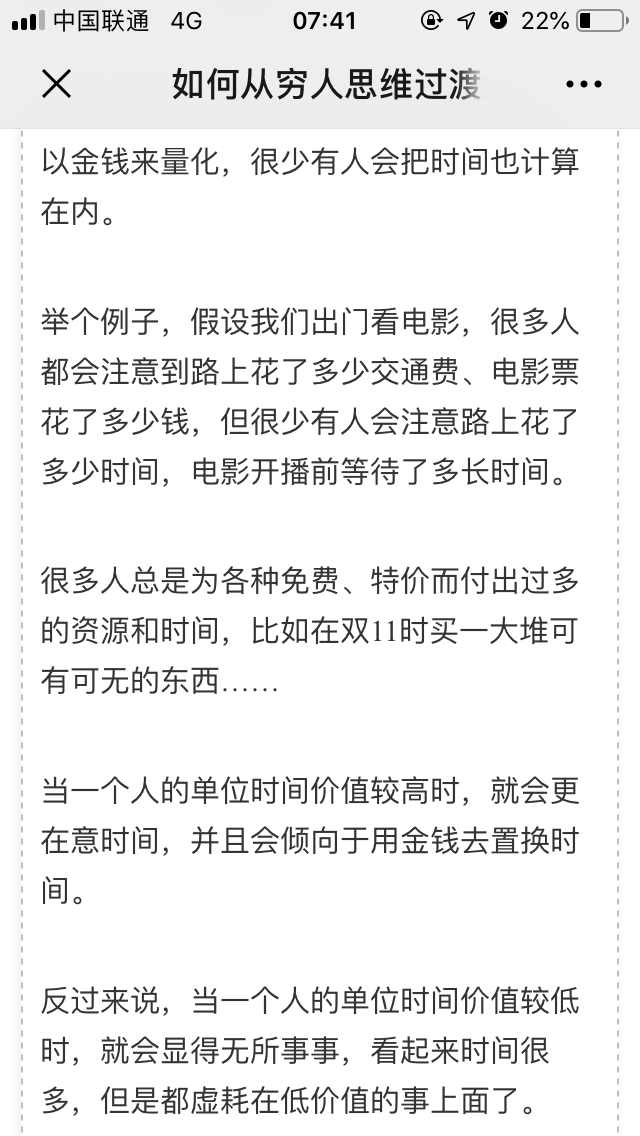 中国联通 4G 07:41 22%
如何从穷人思维过渡
以金钱来量化，很少有人会把时间也计算
在内。
举个例子，假设我们出门看电影，很多人
都会注意到路上花了多少交通费、电影票
花了多少钱，但很少有人会注意路上花了
多少时间，电影开播前等待了多长时间。
很多人总是为各种免费、特价而付出过多
的资源和时间，比如在双11时买一大堆可
有可无的东西……
当一个人的单位时间价值较高时，就会更
在意时间，并且会倾向于用金钱去置换时
间。
反过来说，当一个人的单位时间价值较低
时，就会显得无所事事，看起来时间很
多，但是都虚耗在低价值的事上面了。